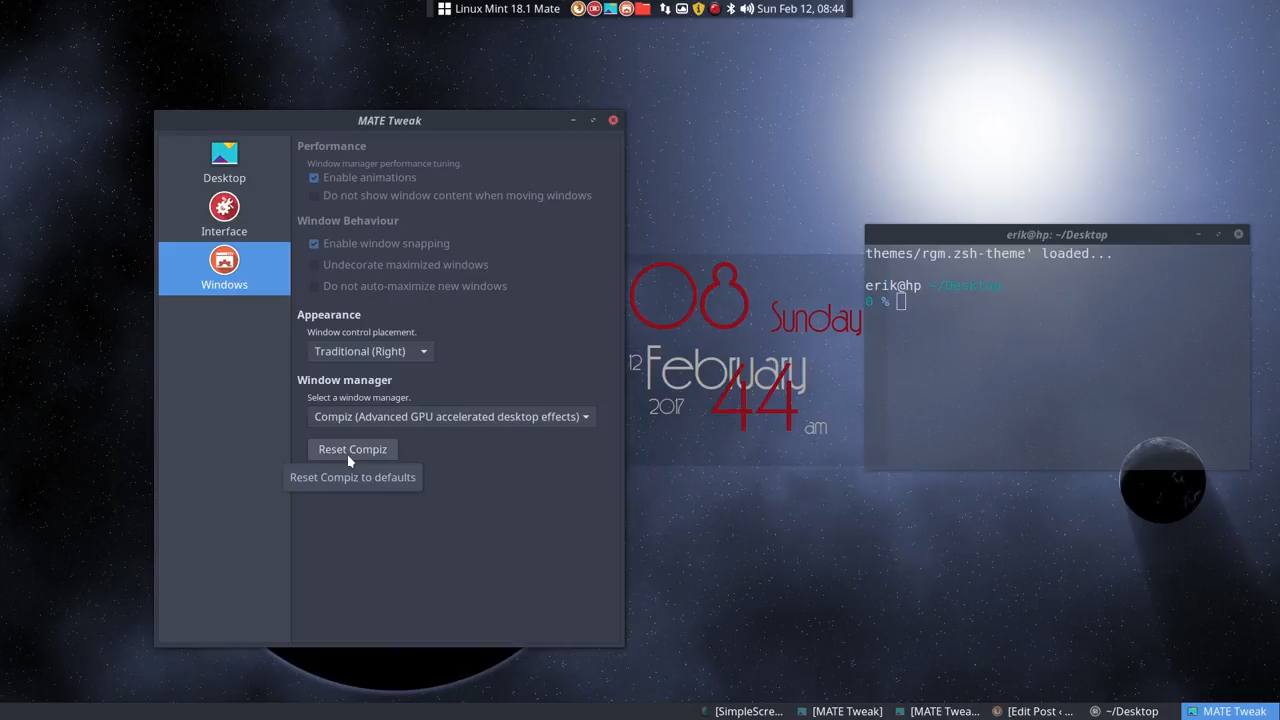 Linux Mint 18.1 Mate
Sun Feb 12, 08:44
MATE Tweak
Desktop
Interface
Windows
Performance
Window manager performance tuning.
Enable animations
Do not show window content when moving windows
Window Behaviour
Enable window snapping
Undecorate maximized windows
Do not auto-maximize new windows
Appearance
Window control placement.
Traditional (Right)
Window manager
Select a window manager.
Compiz (Advanced GPU accelerated desktop effects)
Reset Compiz
Reset Compiz to defaults
08 Sunday
12 February
2017 44 am
erik@hp: ~/Desktop
themes/rgm.zsh-theme' loaded...
erik@hp ~/Desktop
0 %
[SimpleScre...
[MATE Tweak]
[MATE Twea...
[Edit Post ‹ ...
~/Desktop
MATE Tweak